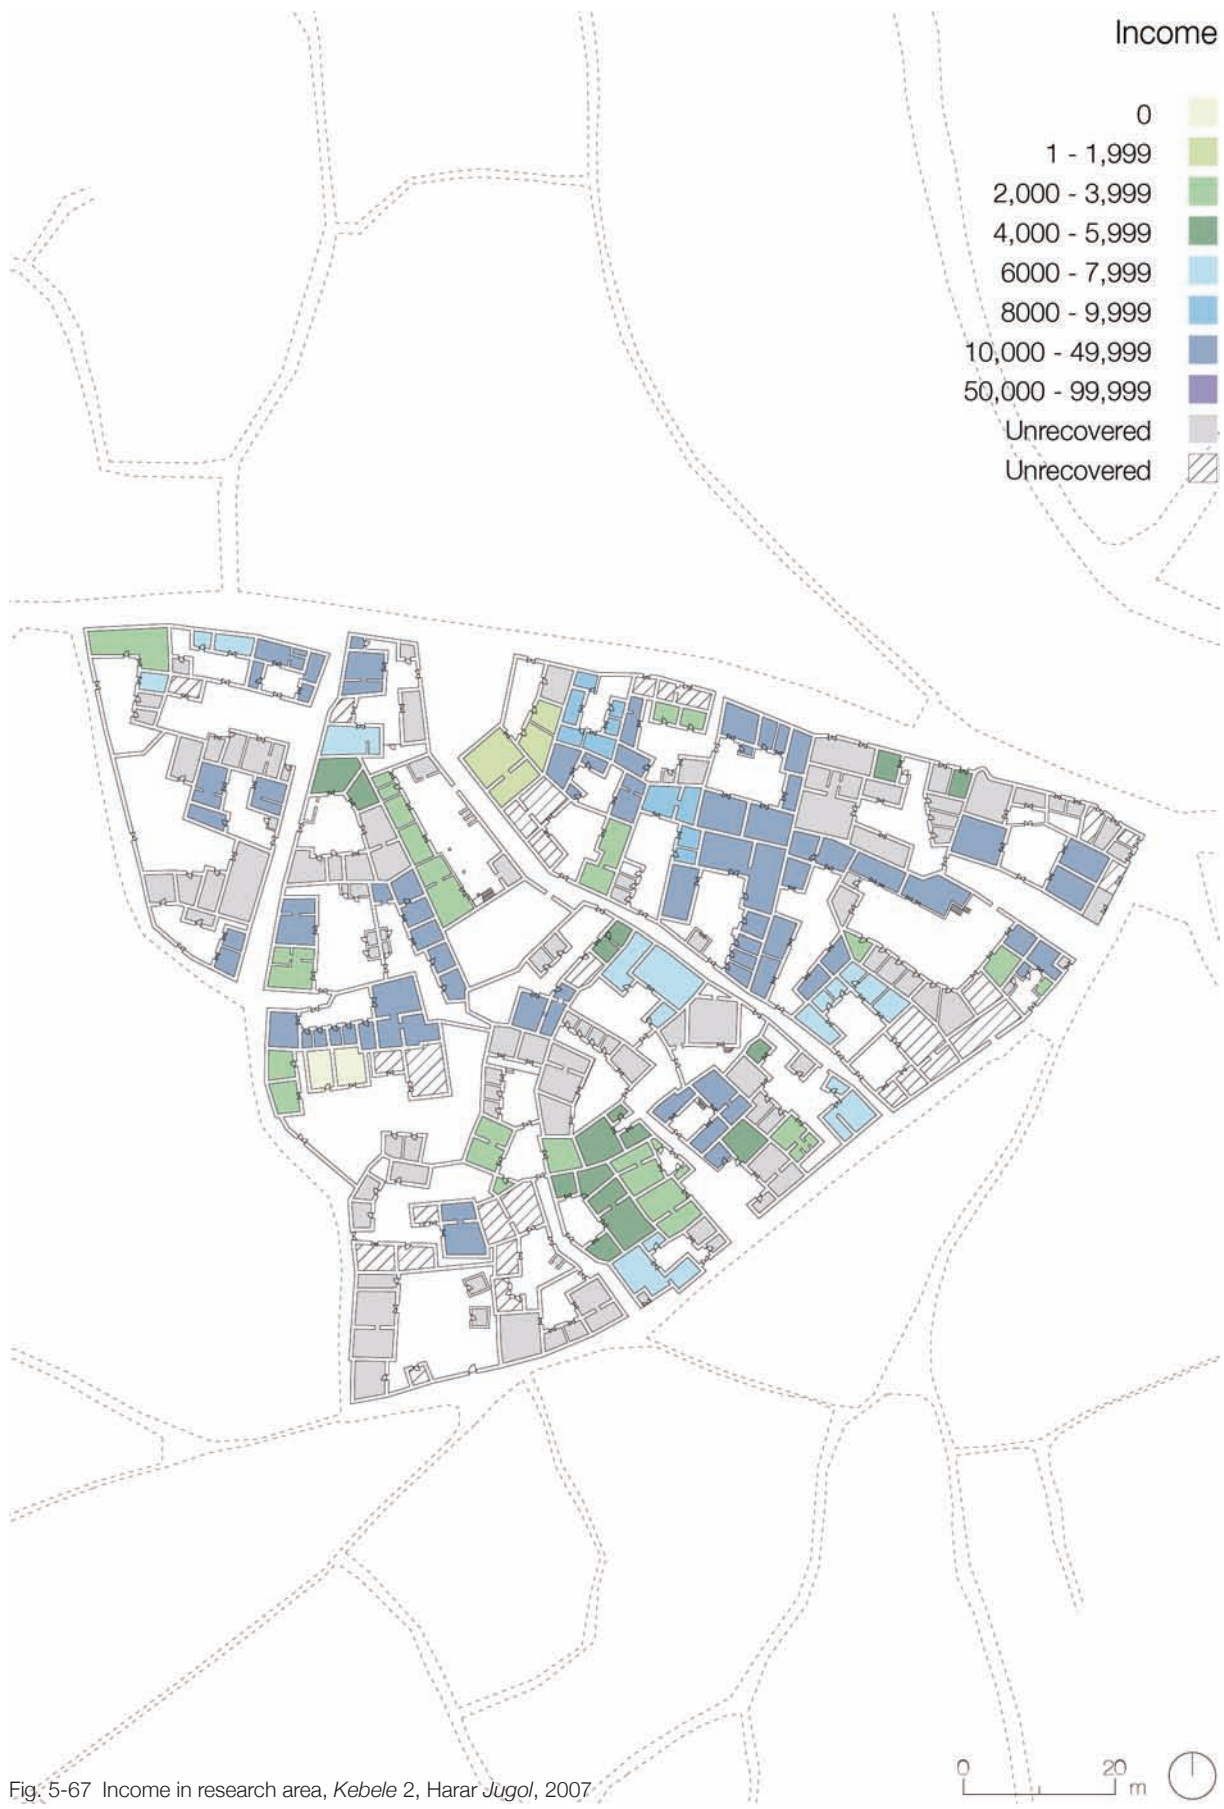 Income
0
1 - 1,999
2,000 - 3,999
4,000 - 5,999
6000 - 7,999
8000 - 9,999
10,000 - 49,999
50,000 - 99,999
Unrecovered
Unrecovered
0 20
m
Fig. 5-67 Income in research area, Kebele 2, Harar Jugol, 2007